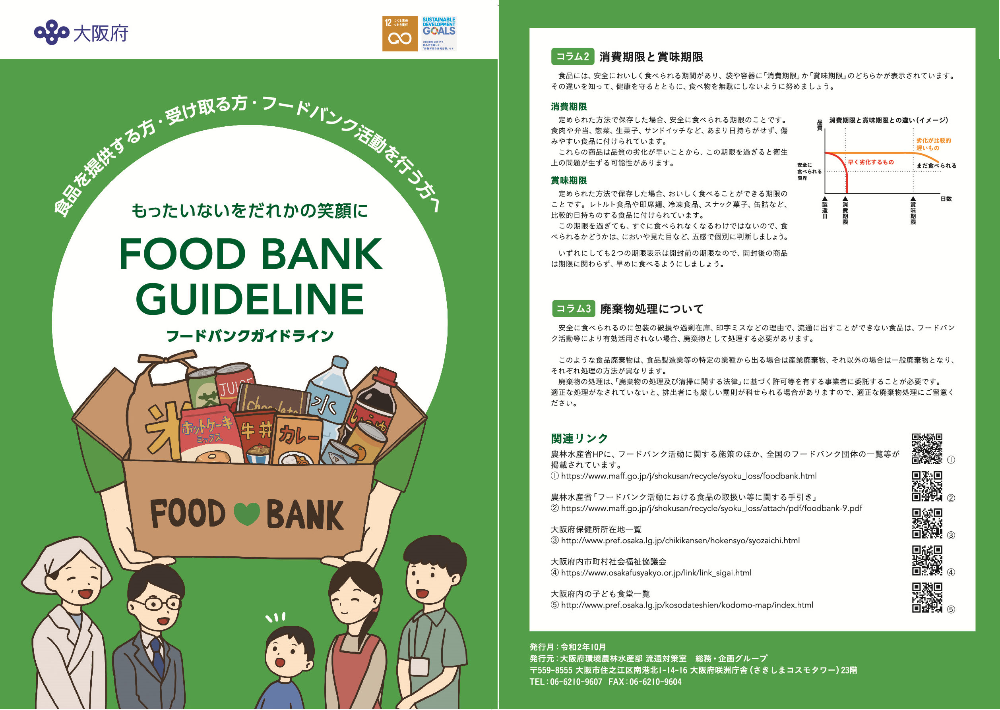 大阪府
12 つくる責任
つかう責任
SUSTAINABLE
DEVELOPMENT
GOALS
2030年に向けて
世界が合意した
「持続可能な開発目標」です
食品を提供する方・受け取る方・フードバンク活動を行う方へ
もったいないをだれかの笑顔に
FOOD BANK
GUIDELINE
フードバンクガイドライン
米
茶
JUICE
Chocolate
水
しょうゆ
ホットケーキ
ミックス
牛丼
カレー
FOOD BANK
コラム2 消費期限と賞味期限
食品には、安全においしく食べられる期間があり、袋や容器に「消費期限」か「賞味期限」のどちらかが表示されています。
その違いを知って、健康を守るとともに、食べ物を無駄にしないように努めましょう。
消費期限
定められた方法で保存した場合、安全に食べられる期限のことです。
食肉や弁当、惣菜、生菓子、サンドイッチなど、あまり日持ちがせず、傷
みやすい食品に付けられています。
これらの商品は品質の劣化が早いことから、この期限を過ぎると衛生
上の問題が生ずる可能性があります。
賞味期限
定められた方法で保存した場合、おいしく食べることができる期限の
ことです。レトルト食品や即席麺、冷凍食品、スナック菓子、缶詰など、
比較的日持ちのする食品に付けられています。
この期限を過ぎても、すぐに食べられなくなるわけではないので、食
べられるかどうかは、においや見た目など、五感で個別に判断しましょう。
いずれにしても2つの期限表示は開封前の期限なので、開封後の商品
は期限に関わらず、早めに食べるようにしましょう。
消費期限と賞味期限との違い(イメージ)
品質
劣化が比較的
遅いもの
早く劣化するもの
まだ食べられる
安全に
食べられる
限界
日数
▲製造日
▲消費期限
▲賞味期限
コラム3 廃棄物処理について
安全に食べられるのに包装の破損や過剰在庫、印字ミスなどの理由で、流通に出すことができない食品は、フードバン
ク活動等により有効活用されない場合、廃棄物として処理する必要があります。
このような食品廃棄物は、食品製造業等の特定の業種から出る場合は産業廃棄物、それ以外の場合は一般廃棄物となり、
それぞれ処理の方法が異なります。
廃棄物の処理は、「廃棄物の処理及び清掃に関する法律」に基づく許可等を有する事業者に委託することが必要です。
適正な処理がなされていないと、排出者にも厳しい罰則が科せられる場合がありますので、適正な廃棄物処理にご留意く
ださい。
関連リンク
農林水産省HPに、フードバンク活動に関する施策のほか、全国のフードバンク団体の一覧等が
掲載されています。
① https://www.maff.go.jp/j/shokusan/recycle/syoku_loss/foodbank.html
農林水産省「フードバンク活動における食品の取扱い等に関する手引き」
② https://www.maff.go.jp/j/shokusan/recycle/syoku_loss/attach/pdf/foodbank-9.pdf
大阪府保健所所在地一覧
③ http://www.pref.osaka.lg.jp/chikikansen/hokensyo/syozaichi.html
大阪府内市町村社会福祉協議会
④ https://www.osakafusyakyo.or.jp/link/link_sigai.html
大阪府内の子ども食堂一覧
⑤ http://www.pref.osaka.lg.jp/kosodateshien/kodomo-map/index.html
①
②
③
④
⑤
発行月：令和2年10月
発行元：大阪府環境農林水産部 流通対策室 総務・企画グループ
〒559-8555 大阪市住之江区南港北1-14-16 大阪府咲洲庁舎(さきしまコスモタワー)23階
TEL：06-6210-9607 FAX：06-6210-9604